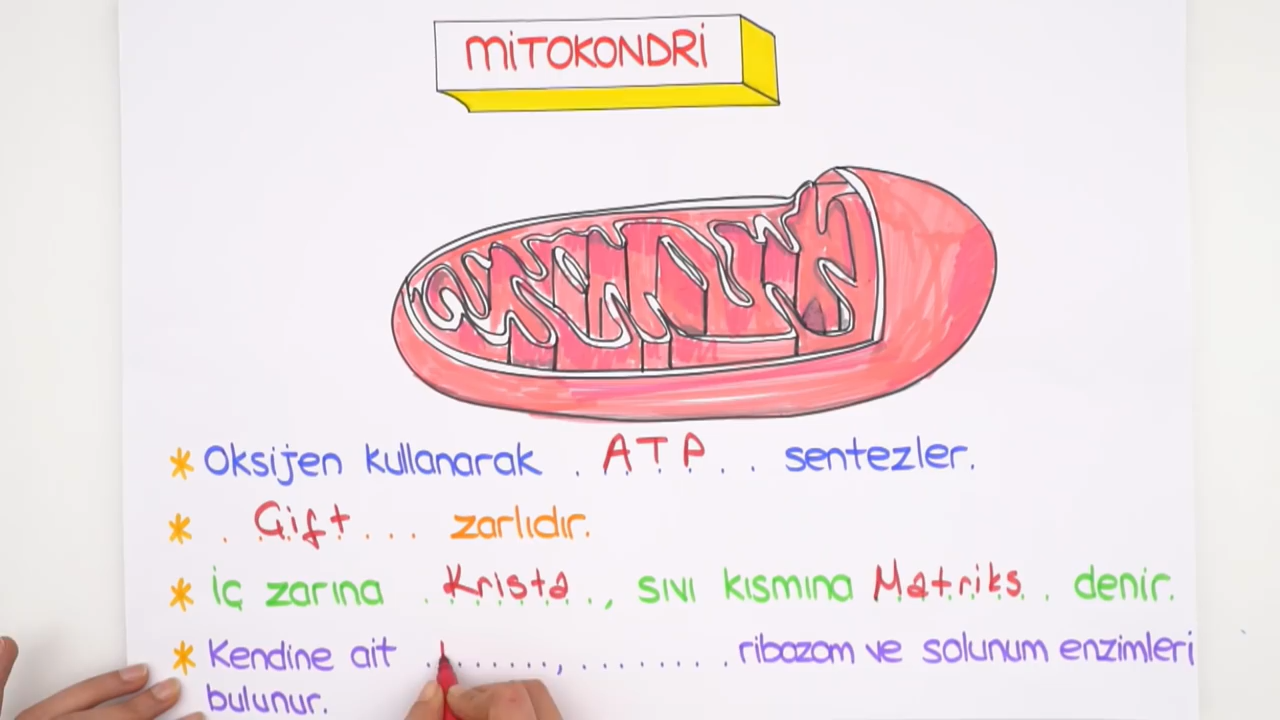 MİTOKONDRİ
* Oksijen kullanarak . ATP . . sentezler.
* . Çift . . . zarlıdır.
* İç zarına . Krista . , sıvı kısmına Matriks . denir.
* Kendine ait ........, ......... ribozom ve solunum enzimleri
bulunur.